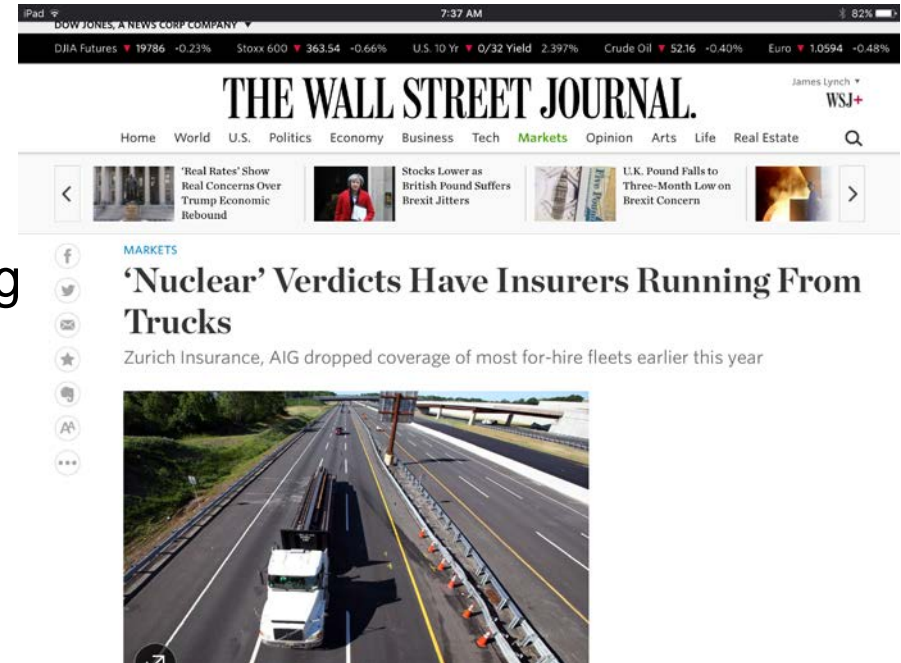 iPad 7:37 AM 82%
DOW JONES, A NEWS CORP COMPANY ▼
DJIA Futures ▼ 19786 -0.23% Stoxx 600 ▼ 363.54 -0.66% U.S. 10 Yr ▼ 0/32 Yield 2.397% Crude Oil ▼ 52.16 -0.40% Euro ▼ 1.0594 -0.48%
THE WALL STREET JOURNAL.
James Lynch ▼
WSJ+
Home World U.S. Politics Economy Business Tech Markets Opinion Arts Life Real Estate
'Real Rates' Show
Real Concerns Over
Trump Economic
Rebound
Stocks Lower as
British Pound Suffers
Brexit Jitters
U.K. Pound Falls to
Three-Month Low on
Brexit Concern
MARKETS
g
‘Nuclear’ Verdicts Have Insurers Running From
Trucks
Zurich Insurance, AIG dropped coverage of most for-hire fleets earlier this year
AA